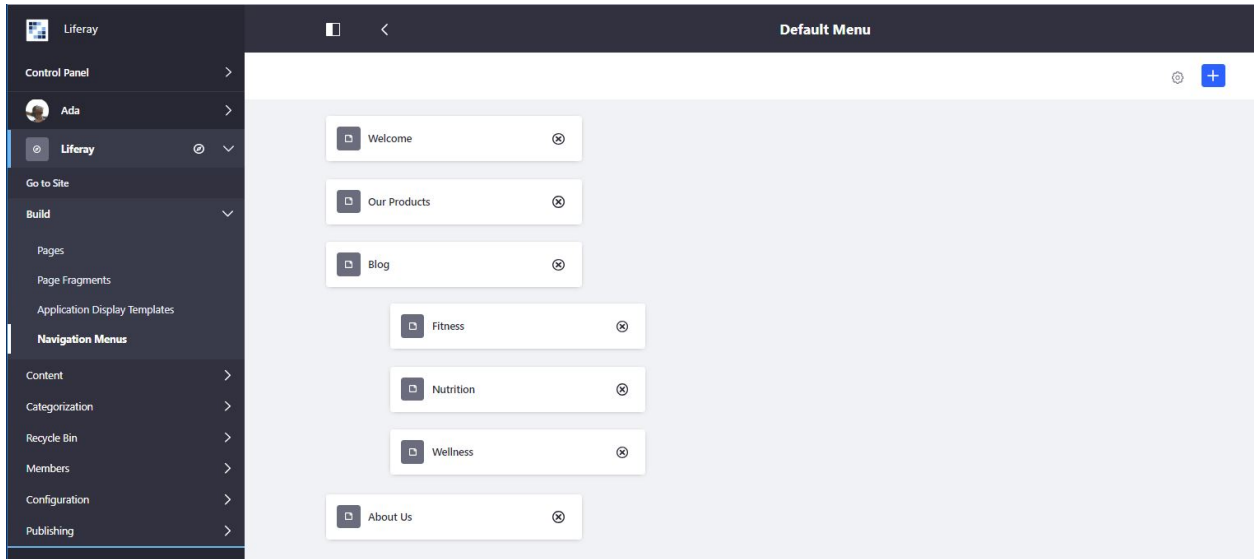 Liferay
Default Menu
Control Panel
Ada
Liferay
Go to Site
Build
Pages
Page Fragments
Application Display Templates
Navigation Menus
Content
Categorization
Recycle Bin
Members
Configuration
Publishing
Welcome
Our Products
Blog
Fitness
Nutrition
Wellness
About Us